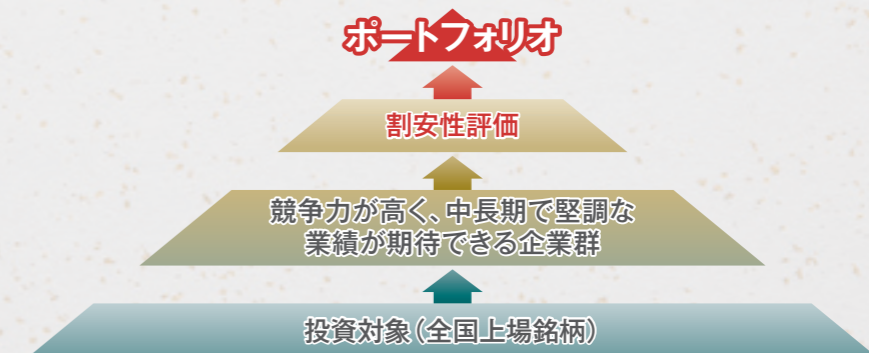 ポートフォリオ
割安性評価
競争力が高く、中長期で堅調な
業績が期待できる企業群
投資対象（全国上場銘柄）